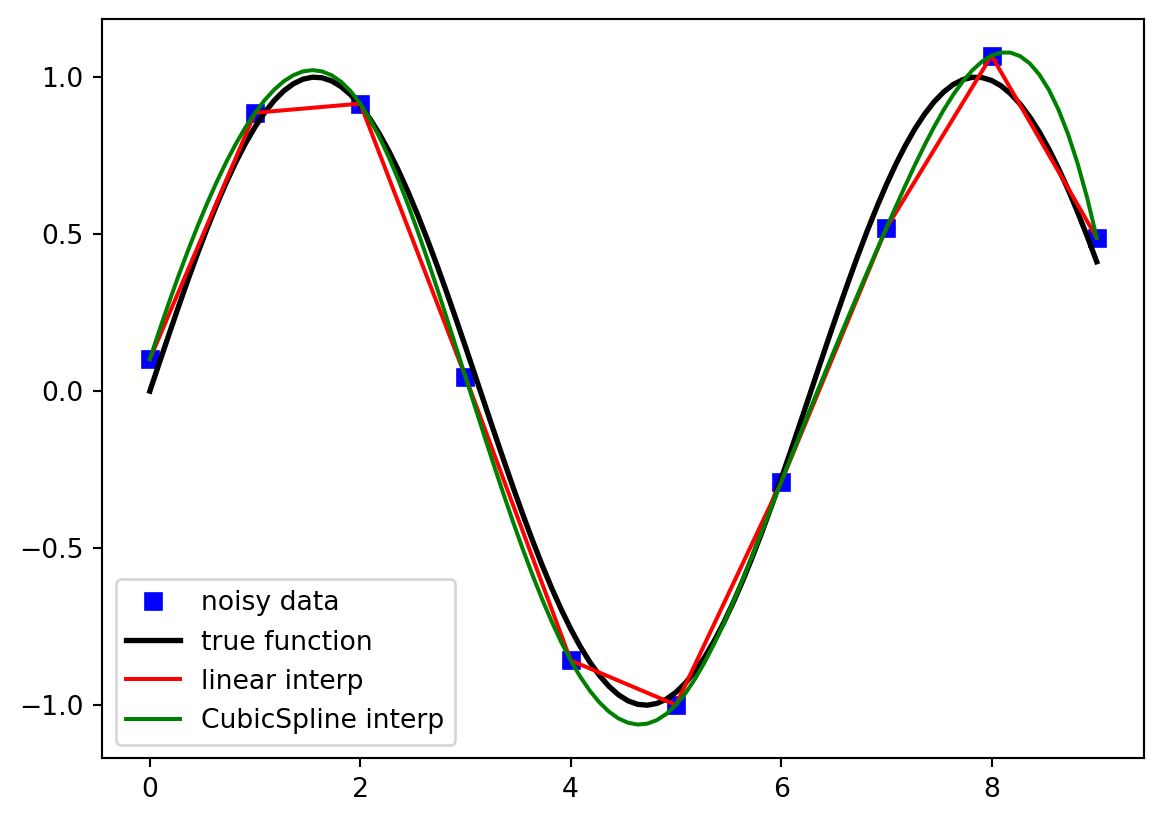 1.0
0.5
0.0
−0.5
−1.0
noisy data
true function
linear interp
CubicSpline interp
0 2 4 6 8